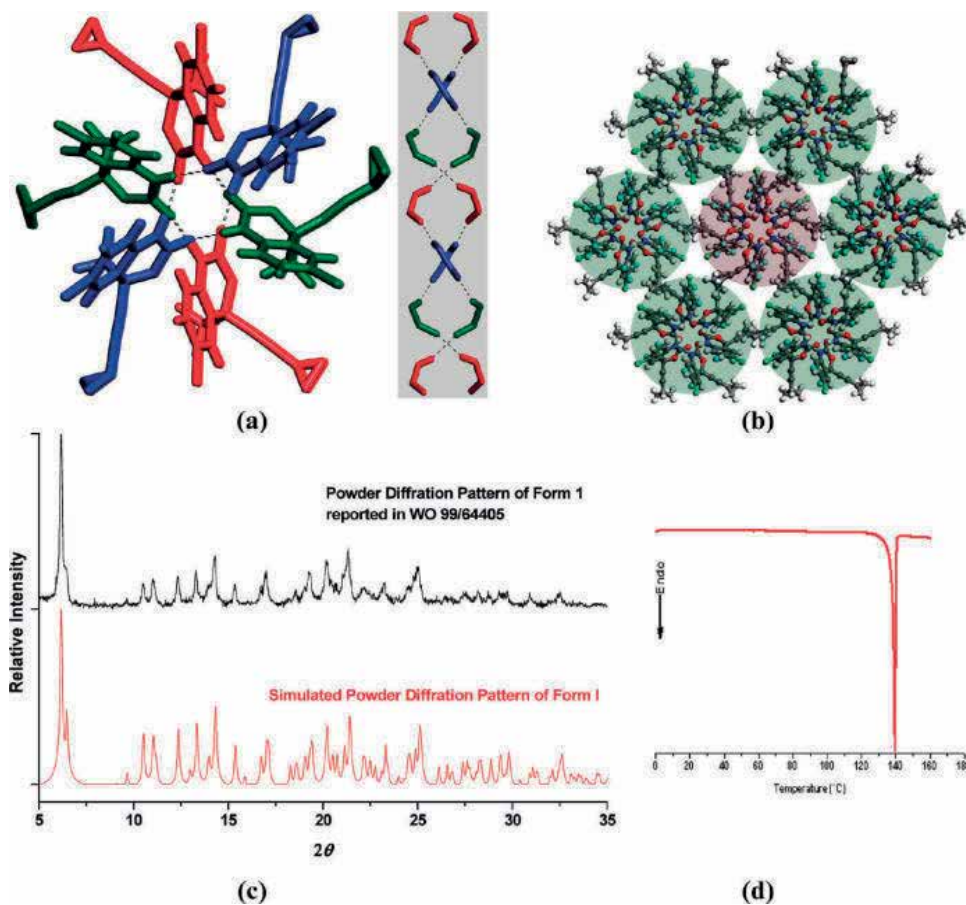 (a)
(b)
Relative Intensity
Powder Diffration Pattern of Form 1
reported in WO 99/64405
Simulated Powder Diffration Pattern of Form I
5 10 15 20 25 30 35
2θ
(c)
Endo
0 20 40 60 80 100 120 140 160 180
Temperature (°C)
(d)